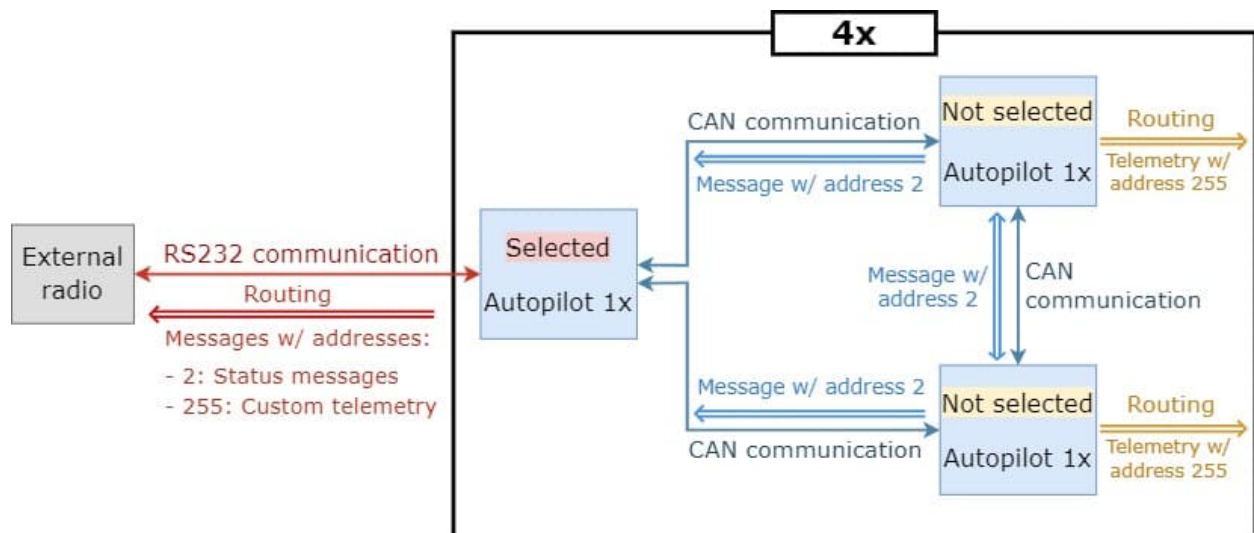 4x
External
radio
RS232 communication
Routing
Messages w/ addresses:
- 2: Status messages
- 255: Custom telemetry
Selected
Autopilot 1x
CAN communication
Message w/ address 2
Not selected
Autopilot 1x
Routing
Telemetry w/
address 255
Message w/
address 2
CAN
communication
Message w/ address 2
CAN communication
Not selected
Autopilot 1x
Routing
Telemetry w/
address 255